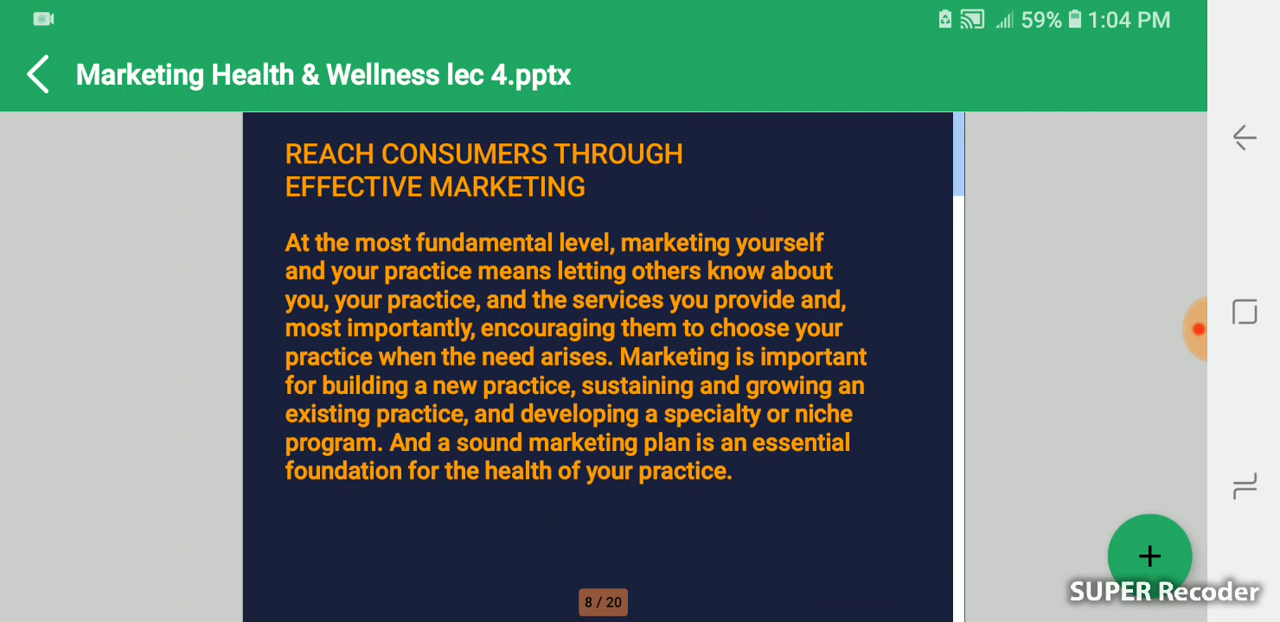 59% 1:04 PM
Marketing Health & Wellness lec 4.pptx
REACH CONSUMERS THROUGH
EFFECTIVE MARKETING
At the most fundamental level, marketing yourself
and your practice means letting others know about
you, your practice, and the services you provide and,
most importantly, encouraging them to choose your
practice when the need arises. Marketing is important
for building a new practice, sustaining and growing an
existing practice, and developing a specialty or niche
program. And a sound marketing plan is an essential
foundation for the health of your practice.
8 / 20
SUPER Recoder